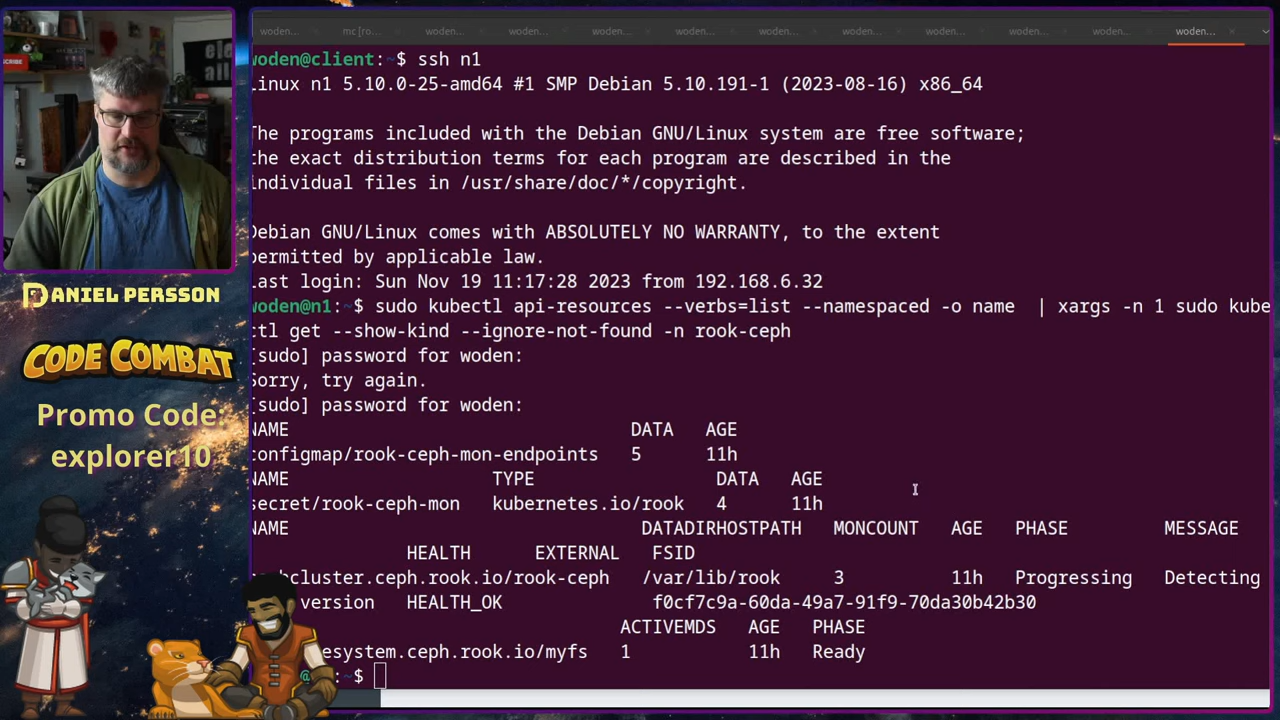 woden...
mc [ro...
woden...
woden...
woden...
woden...
woden...
woden...
woden...
woden...
woden...
woden...
woden@client:~$ ssh n1
Linux n1 5.10.0-25-amd64 #1 SMP Debian 5.10.191-1 (2023-08-16) x86_64
The programs included with the Debian GNU/Linux system are free software;
the exact distribution terms for each program are described in the
individual files in /usr/share/doc/*/copyright.
Debian GNU/Linux comes with ABSOLUTELY NO WARRANTY, to the extent
permitted by applicable law.
Last login: Sun Nov 19 11:17:28 2023 from 192.168.6.32
woden@n1:~$ sudo kubectl api-resources --verbs=list --namespaced -o name  | xargs -n 1 sudo kube
ctl get --show-kind --ignore-not-found -n rook-ceph
[sudo] password for woden:
Sorry, try again.
[sudo] password for woden:
NAME DATA AGE
configmap/rook-ceph-mon-endpoints 5 11h
NAME TYPE DATA AGE
secret/rook-ceph-mon kubernetes.io/rook 4 11h
NAME DATADIRHOSTPATH MONCOUNT AGE PHASE MESSAGE
HEALTH EXTERNAL FSID
cluster.ceph.rook.io/rook-ceph /var/lib/rook 3 11h Progressing Detecting
version HEALTH_OK f0cf7c9a-60da-49a7-91f9-70da30b42b30
ACTIVEMDS AGE PHASE
esystem.ceph.rook.io/myfs 1 11h Ready
:~$
DANIEL PERSSON
CODE COMBAT
Promo Code:
explorer10